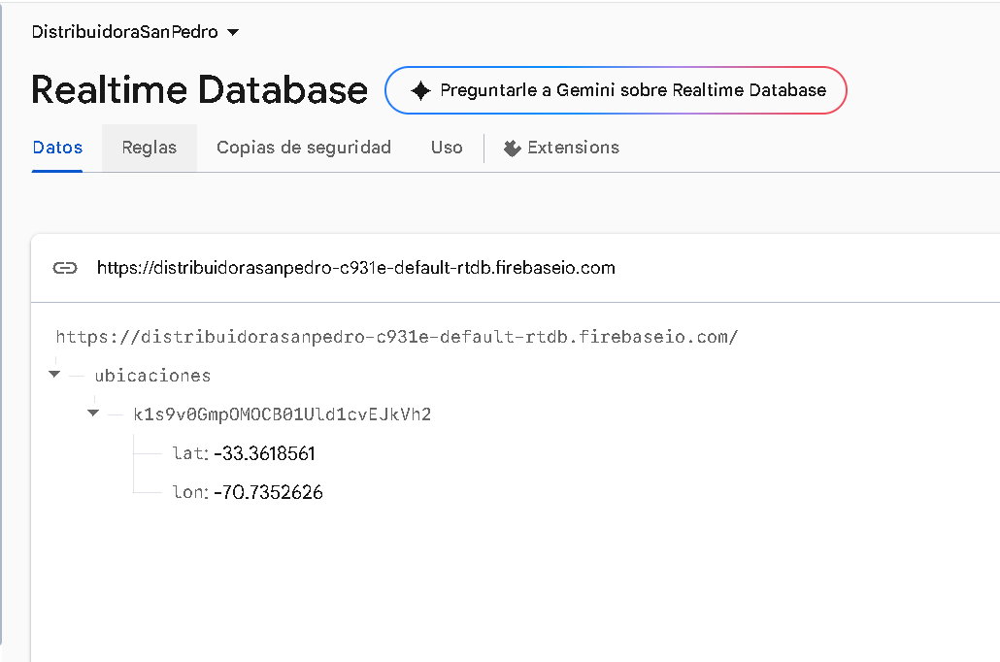 DistribuidoraSanPedro
Realtime Database
Preguntarle a Gemini sobre Realtime Database
Datos Reglas Copias de seguridad Uso Extensions
https://distribuidorasanpedro-c931e-default-rtdb.firebaseio.com
https://distribuidorasanpedro-c931e-default-rtdb.firebaseio.com/
ubicaciones
k1s9v0GmpOMOCB01Uld1cvEJkVh2
lat: -33.3618561
lon: -70.7352626